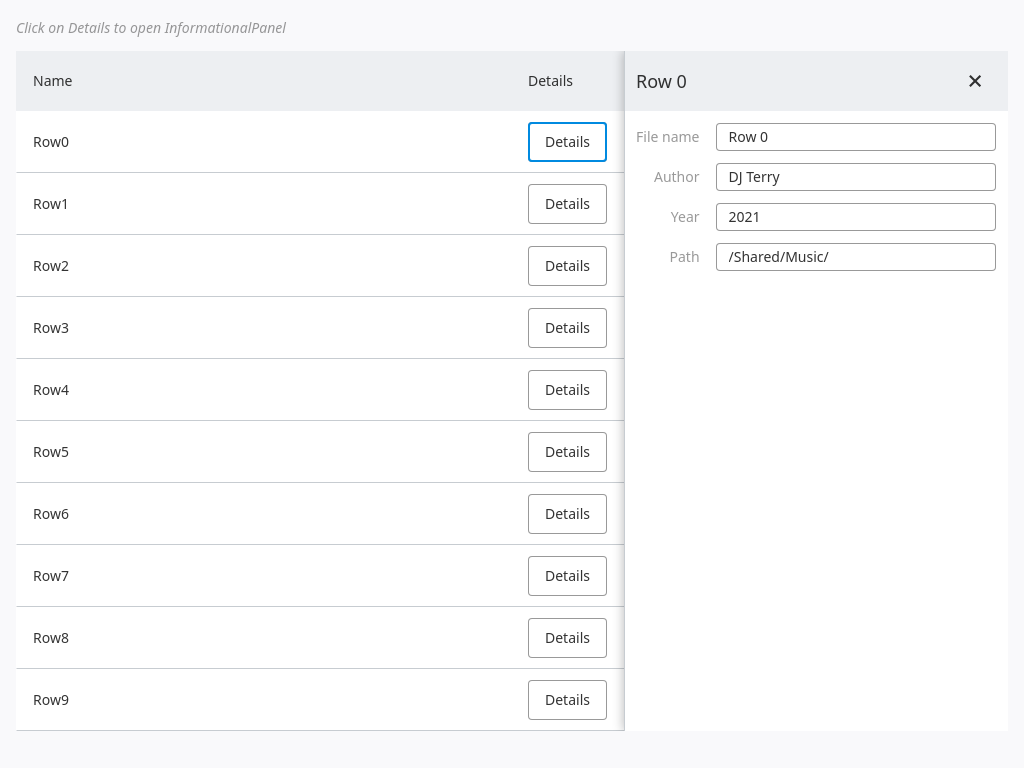 Click on Details to open InformationalPanel
Name Details
Row0 Details
Row1 Details
Row2 Details
Row3 Details
Row4 Details
Row5 Details
Row6 Details
Row7 Details
Row8 Details
Row9 Details
Row 0
File name Row 0
Author DJ Terry
Year 2021
Path /Shared/Music/